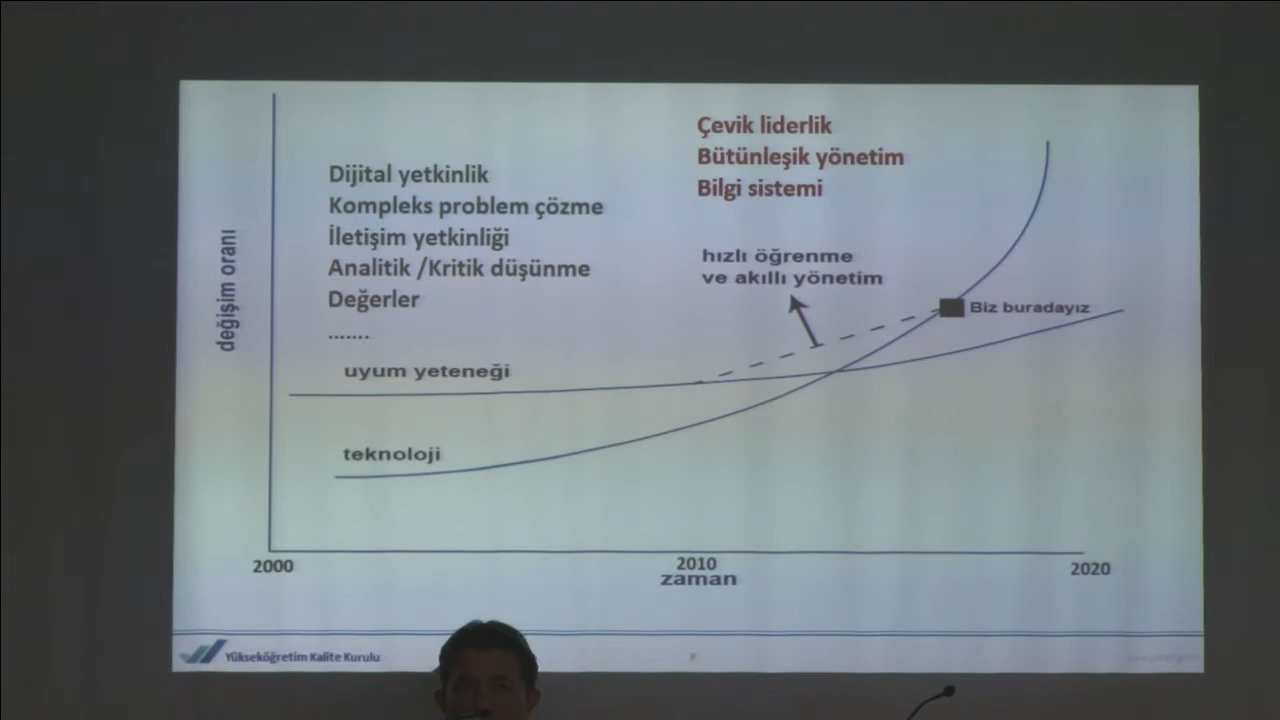 Çevik liderlik
Bütünleşik yönetim
Bilgi sistemi
Dijital yetkinlik
Kompleks problem çözme
İletişim yetkinliği
Analitik /Kritik düşünme
Değerler
.......
hızlı öğrenme
ve akıllı yönetim
değişim oranı
Biz buradayız
uyum yeteneği
teknoloji
2000
2010
2020
zaman
Yükseköğretim Kalite Kurulu
9